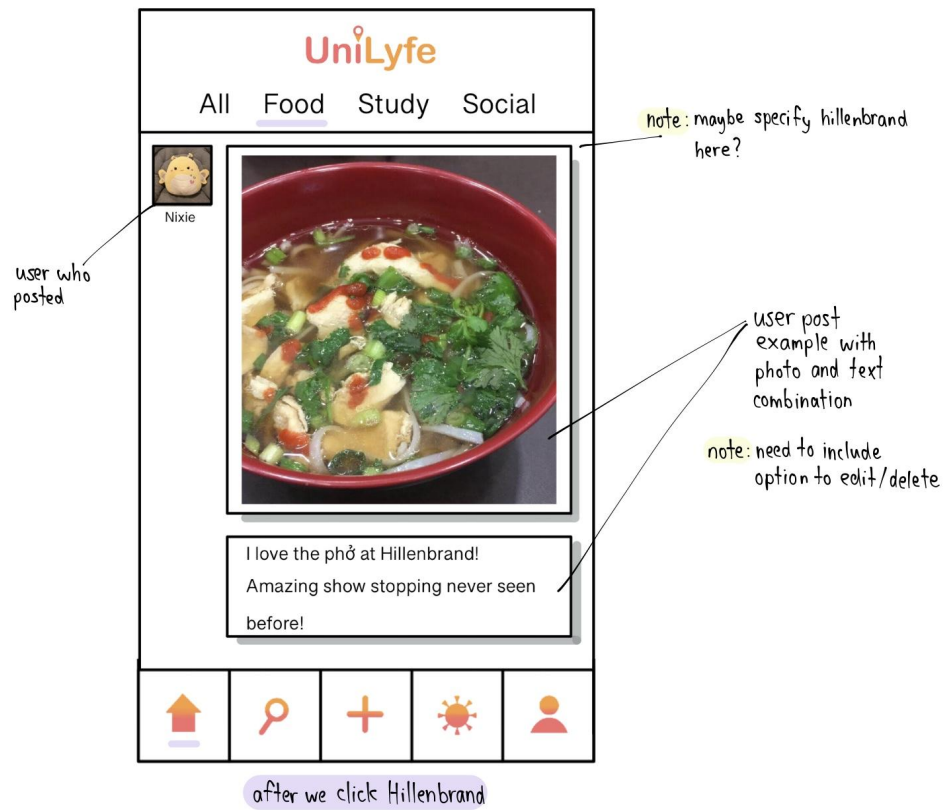 UniLyfe
All Food Study Social
note: maybe specify hillenbrand
here?
Nixie
user who
posted
user post
example with
photo and text
combination
note: need to include
option to edit/delete
I love the phở at Hillenbrand!
Amazing show stopping never seen
before!
after we click Hillenbrand